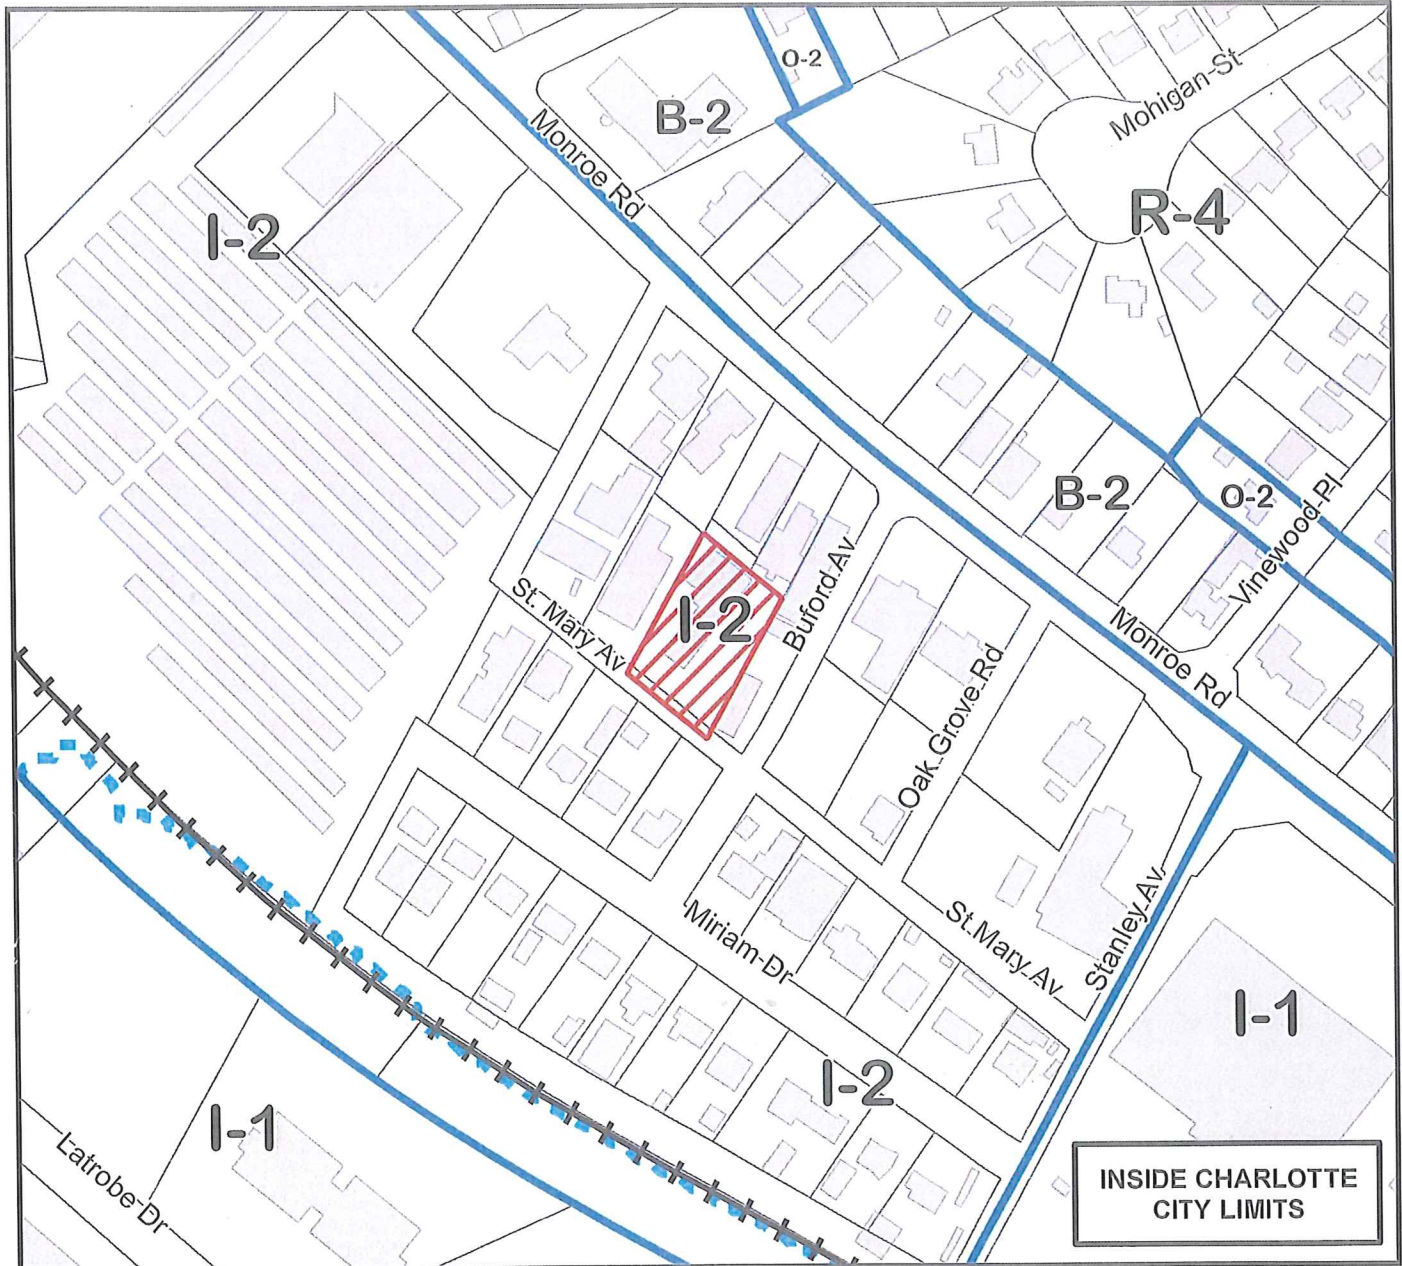 O-2
B-2
Mohigan St
Monroe Rd
R-4
I-2
B-2
O-2
Vinewood Pl
St. Mary Av
I-2
Buford Av
Monroe Rd
Oak Grove Rd
Miriam Dr
St. Mary Av
Stanley Av
I-1
I-2
I-1
Latrobe Dr
INSIDE CHARLOTTE
CITY LIMITS